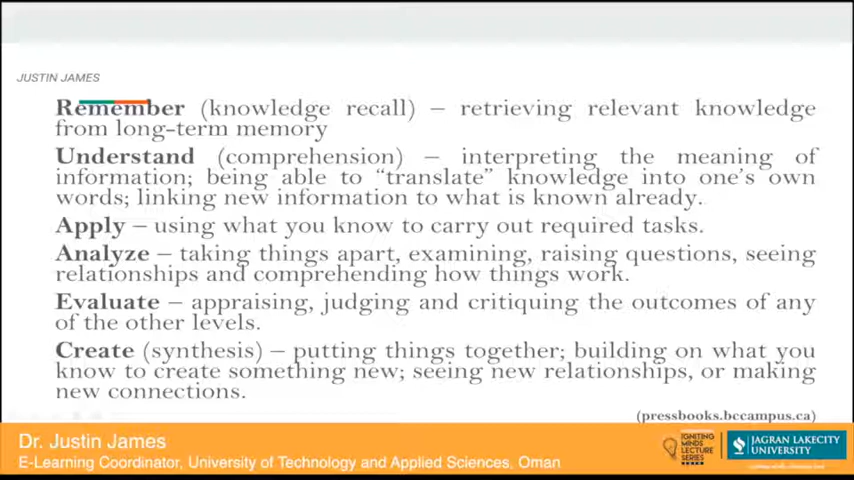 JUSTIN JAMES
Remember (knowledge recall) – retrieving relevant knowledge
from long-term memory
Understand (comprehension) – interpreting the meaning of
information; being able to “translate” knowledge into one’s own
words; linking new information to what is known already.
Apply – using what you know to carry out required tasks.
Analyze – taking things apart, examining, raising questions, seeing
relationships and comprehending how things work.
Evaluate – appraising, judging and critiquing the outcomes of any
of the other levels.
Create (synthesis) – putting things together; building on what you
know to create something new; seeing new relationships, or making
new connections.
(pressbooks.bccampus.ca)
Dr. Justin James
E-Learning Coordinator, University of Technology and Applied Sciences, Oman
IGNITING
MINDS
LECTURE
SERIES
JAGRAN LAKECITY
UNIVERSITY